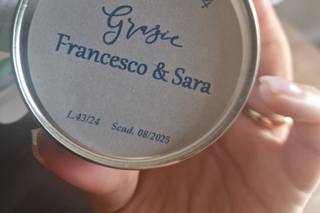 Grazie
Francesco & Sara
L.43/24 Scad. 08/2025